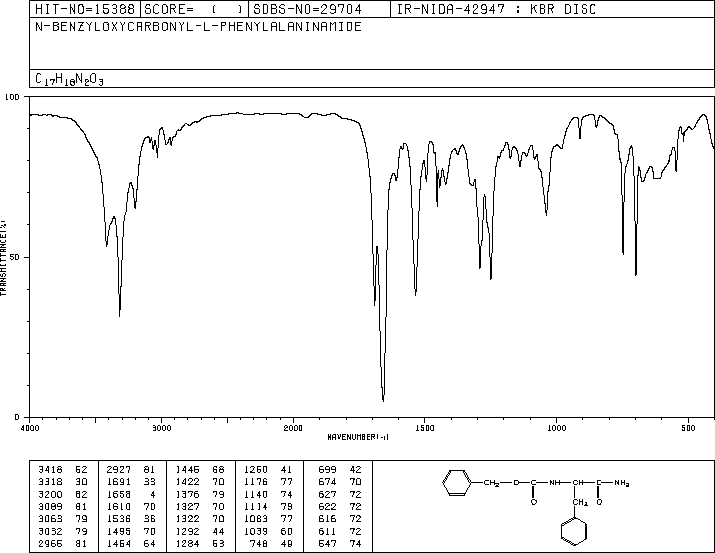 HIT-NO=15388 SCORE= ( ) SDBS-NO=29704 IR-NIDA-42947 : KBR DISC
N-BENZYLOXYCARBONYL-L-PHENYLALANINAMIDE
C17H18N2O3
100
50
0
TRANSMITTANCE(%)
4000 3000 2000 1500 1000 500
WAVENUMBER(-1)
3418 52 2927 81 1445 68 1250 41 699 42
3318 30 1691 33 1422 70 1176 77 674 70
3200 62 1658 4 1376 79 1140 74 627 72
3089 81 1610 70 1327 70 1114 79 622 72
3063 79 1536 36 1322 70 1083 77 616 72
3032 79 1495 70 1292 44 1039 60 611 72
2965 81 1454 64 1284 53 748 49 547 74
CH2 O C NH CH C NH2
O CH2 O